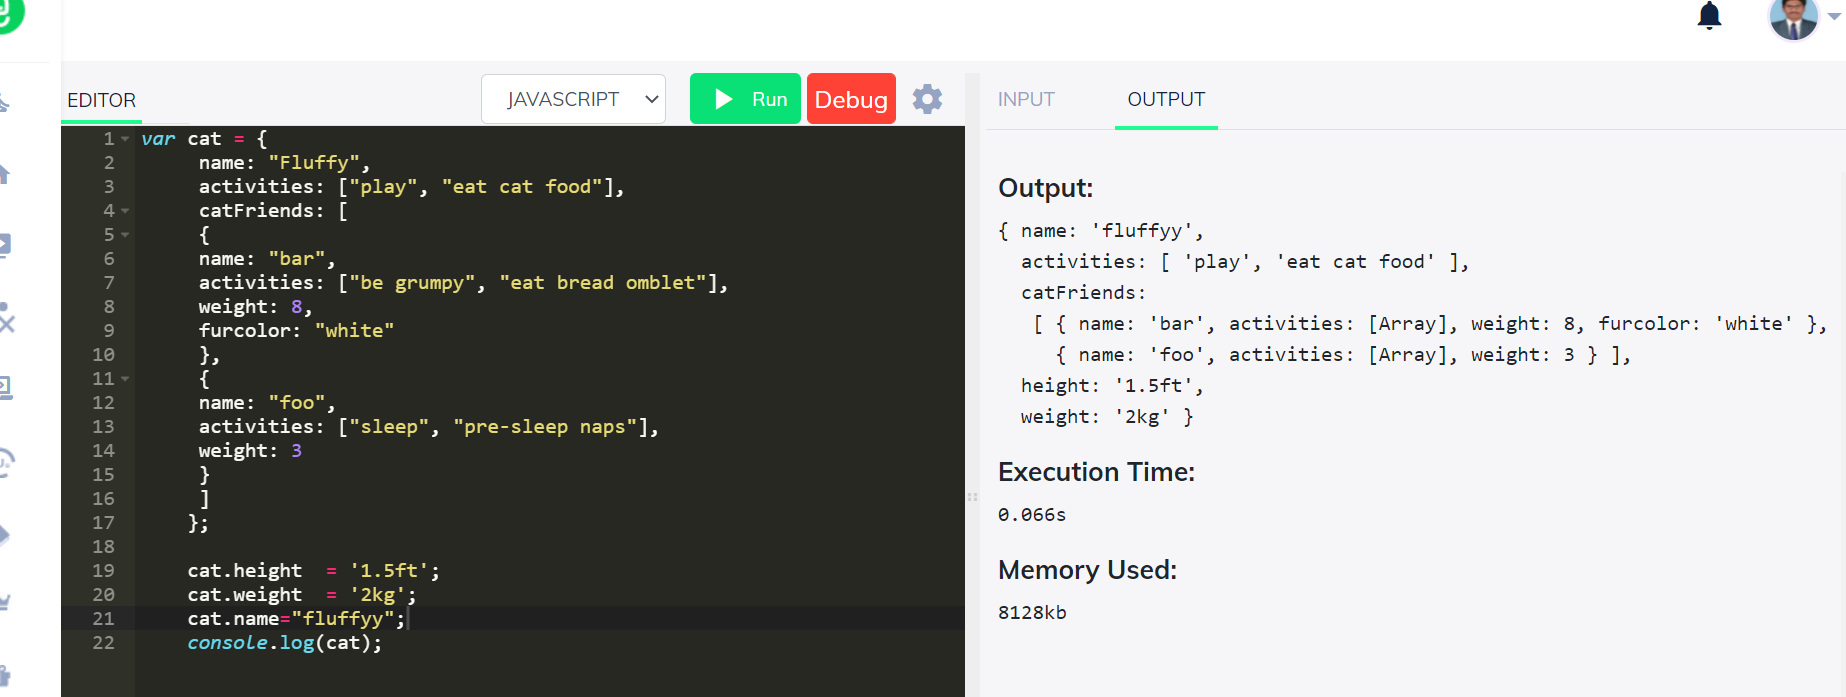 EDITOR
JAVASCRIPT
Run
Debug
INPUT
OUTPUT
1 var cat = {
2 name: "Fluffy",
3 activities: ["play", "eat cat food"],
4 catFriends: [
5 {
6 name: "bar",
7 activities: ["be grumpy", "eat bread omblet"],
8 weight: 8,
9 furcolor: "white"
10 },
11 {
12 name: "foo",
13 activities: ["sleep", "pre-sleep naps"],
14 weight: 3
15 }
16 ]
17 };
18
19 cat.height  = '1.5ft';
20 cat.weight  = '2kg';
21 cat.name="fluffyy";
22 console.log(cat);
Output:
{ name: 'fluffyy',
activities: [ 'play', 'eat cat food' ],
catFriends:
[ { name: 'bar', activities: [Array], weight: 8, furcolor: 'white' },
{ name: 'foo', activities: [Array], weight: 3 } ],
height: '1.5ft',
weight: '2kg' }
Execution Time:
0.066s
Memory Used:
8128kb